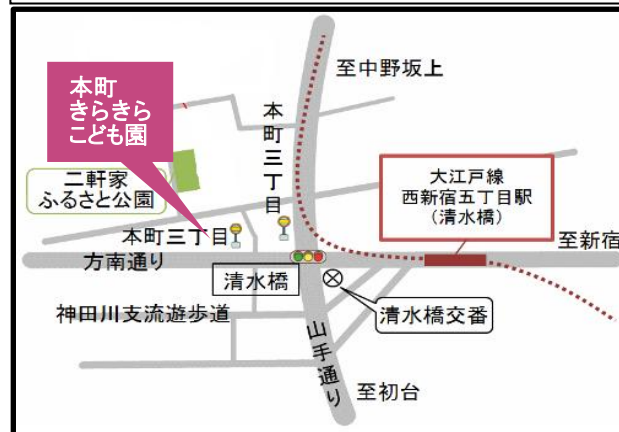 至中野坂上
本町
きらきら
こども園
本町三丁目
二軒家
ふるさと公園
大江戸線
西新宿五丁目駅
（清水橋）
本町三丁目
至新宿
方南通り
清水橋
神田川支流遊歩道
清水橋交番
山手通り
至初台